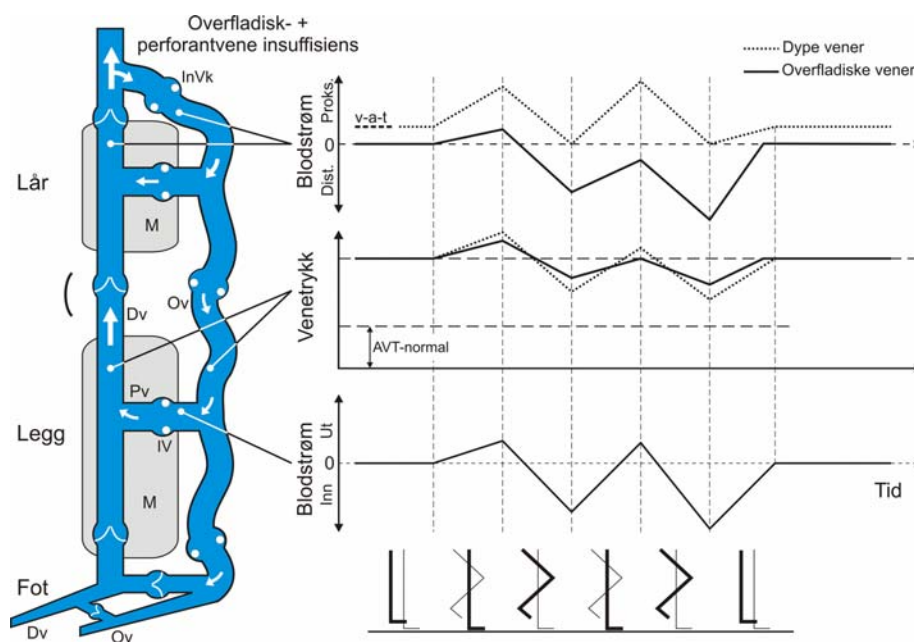 Overfladisk- +
perforantvene insuffisiens
InVk
Lår
M
Ov
Dv
Pv
Legg
IV
M
Fot
Dv
Ov
Dype vener
Overfladiske vener
Blodstrøm
Dist. Proks.
v-a-t
0
Venetrykk
AVT-normal
Blodstrøm
Inn Ut
0
Tid